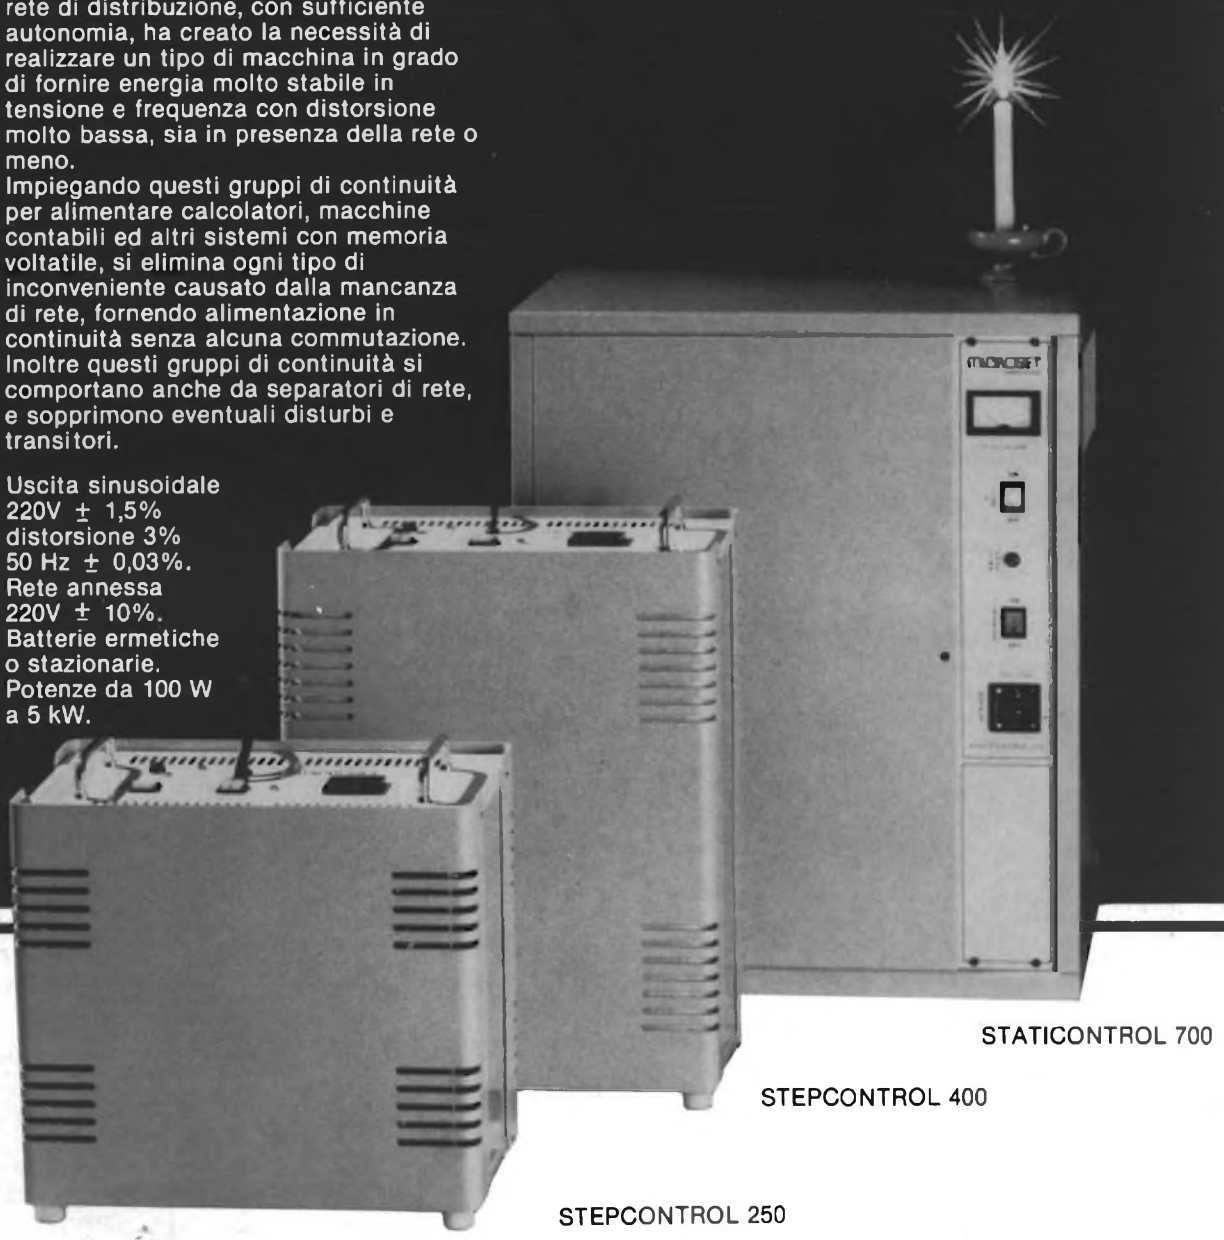 rete di distribuzione, con sufficiente
autonomia, ha creato la necessità di
realizzare un tipo di macchina in grado
di fornire energia molto stabile in
tensione e frequenza con distorsione
molto bassa, sia in presenza della rete o
meno.
Impiegando questi gruppi di continuità
per alimentare calcolatori, macchine
contabili ed altri sistemi con memoria
voltatile, si elimina ogni tipo di
inconveniente causato dalla mancanza
di rete, fornendo alimentazione in
continuità senza alcuna commutazione.
Inoltre questi gruppi di continuità si
comportano anche da separatori di rete,
e sopprimono eventuali disturbi e
transitori.
Uscita sinusoidale
220V ± 1,5%
distorsione 3%
50 Hz ± 0,03%.
Rete annessa
220V ± 10%.
Batterie ermetiche
o stazionarie.
Potenze da 100 W
a 5 kW.
MICROSET
STATICONTROL 700
STEPCONTROL 400
STEPCONTROL 250